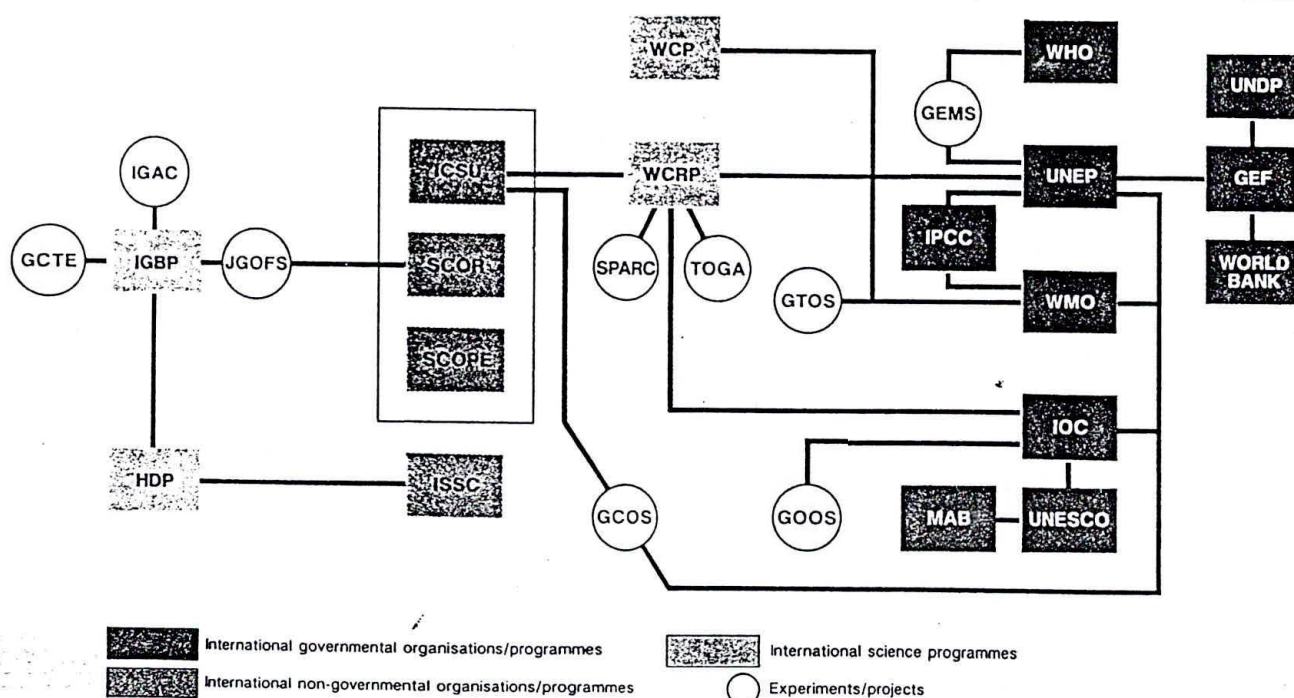 WCP
WHO
UNDP
GEMS
IGAC
ICSU
WCRP
UNEP
GEF
GCTE
IGBP
JGOFS
SCOR
SPARC
TOGA
IPCC
WORLD
BANK
GTOS
WMO
SCOPE
IOC
HDP
ISSC
GCOS
GOOS
MAB
UNESCO
International governmental organisations/programmes
International science programmes
International non-governmental organisations/programmes
Experiments/projects